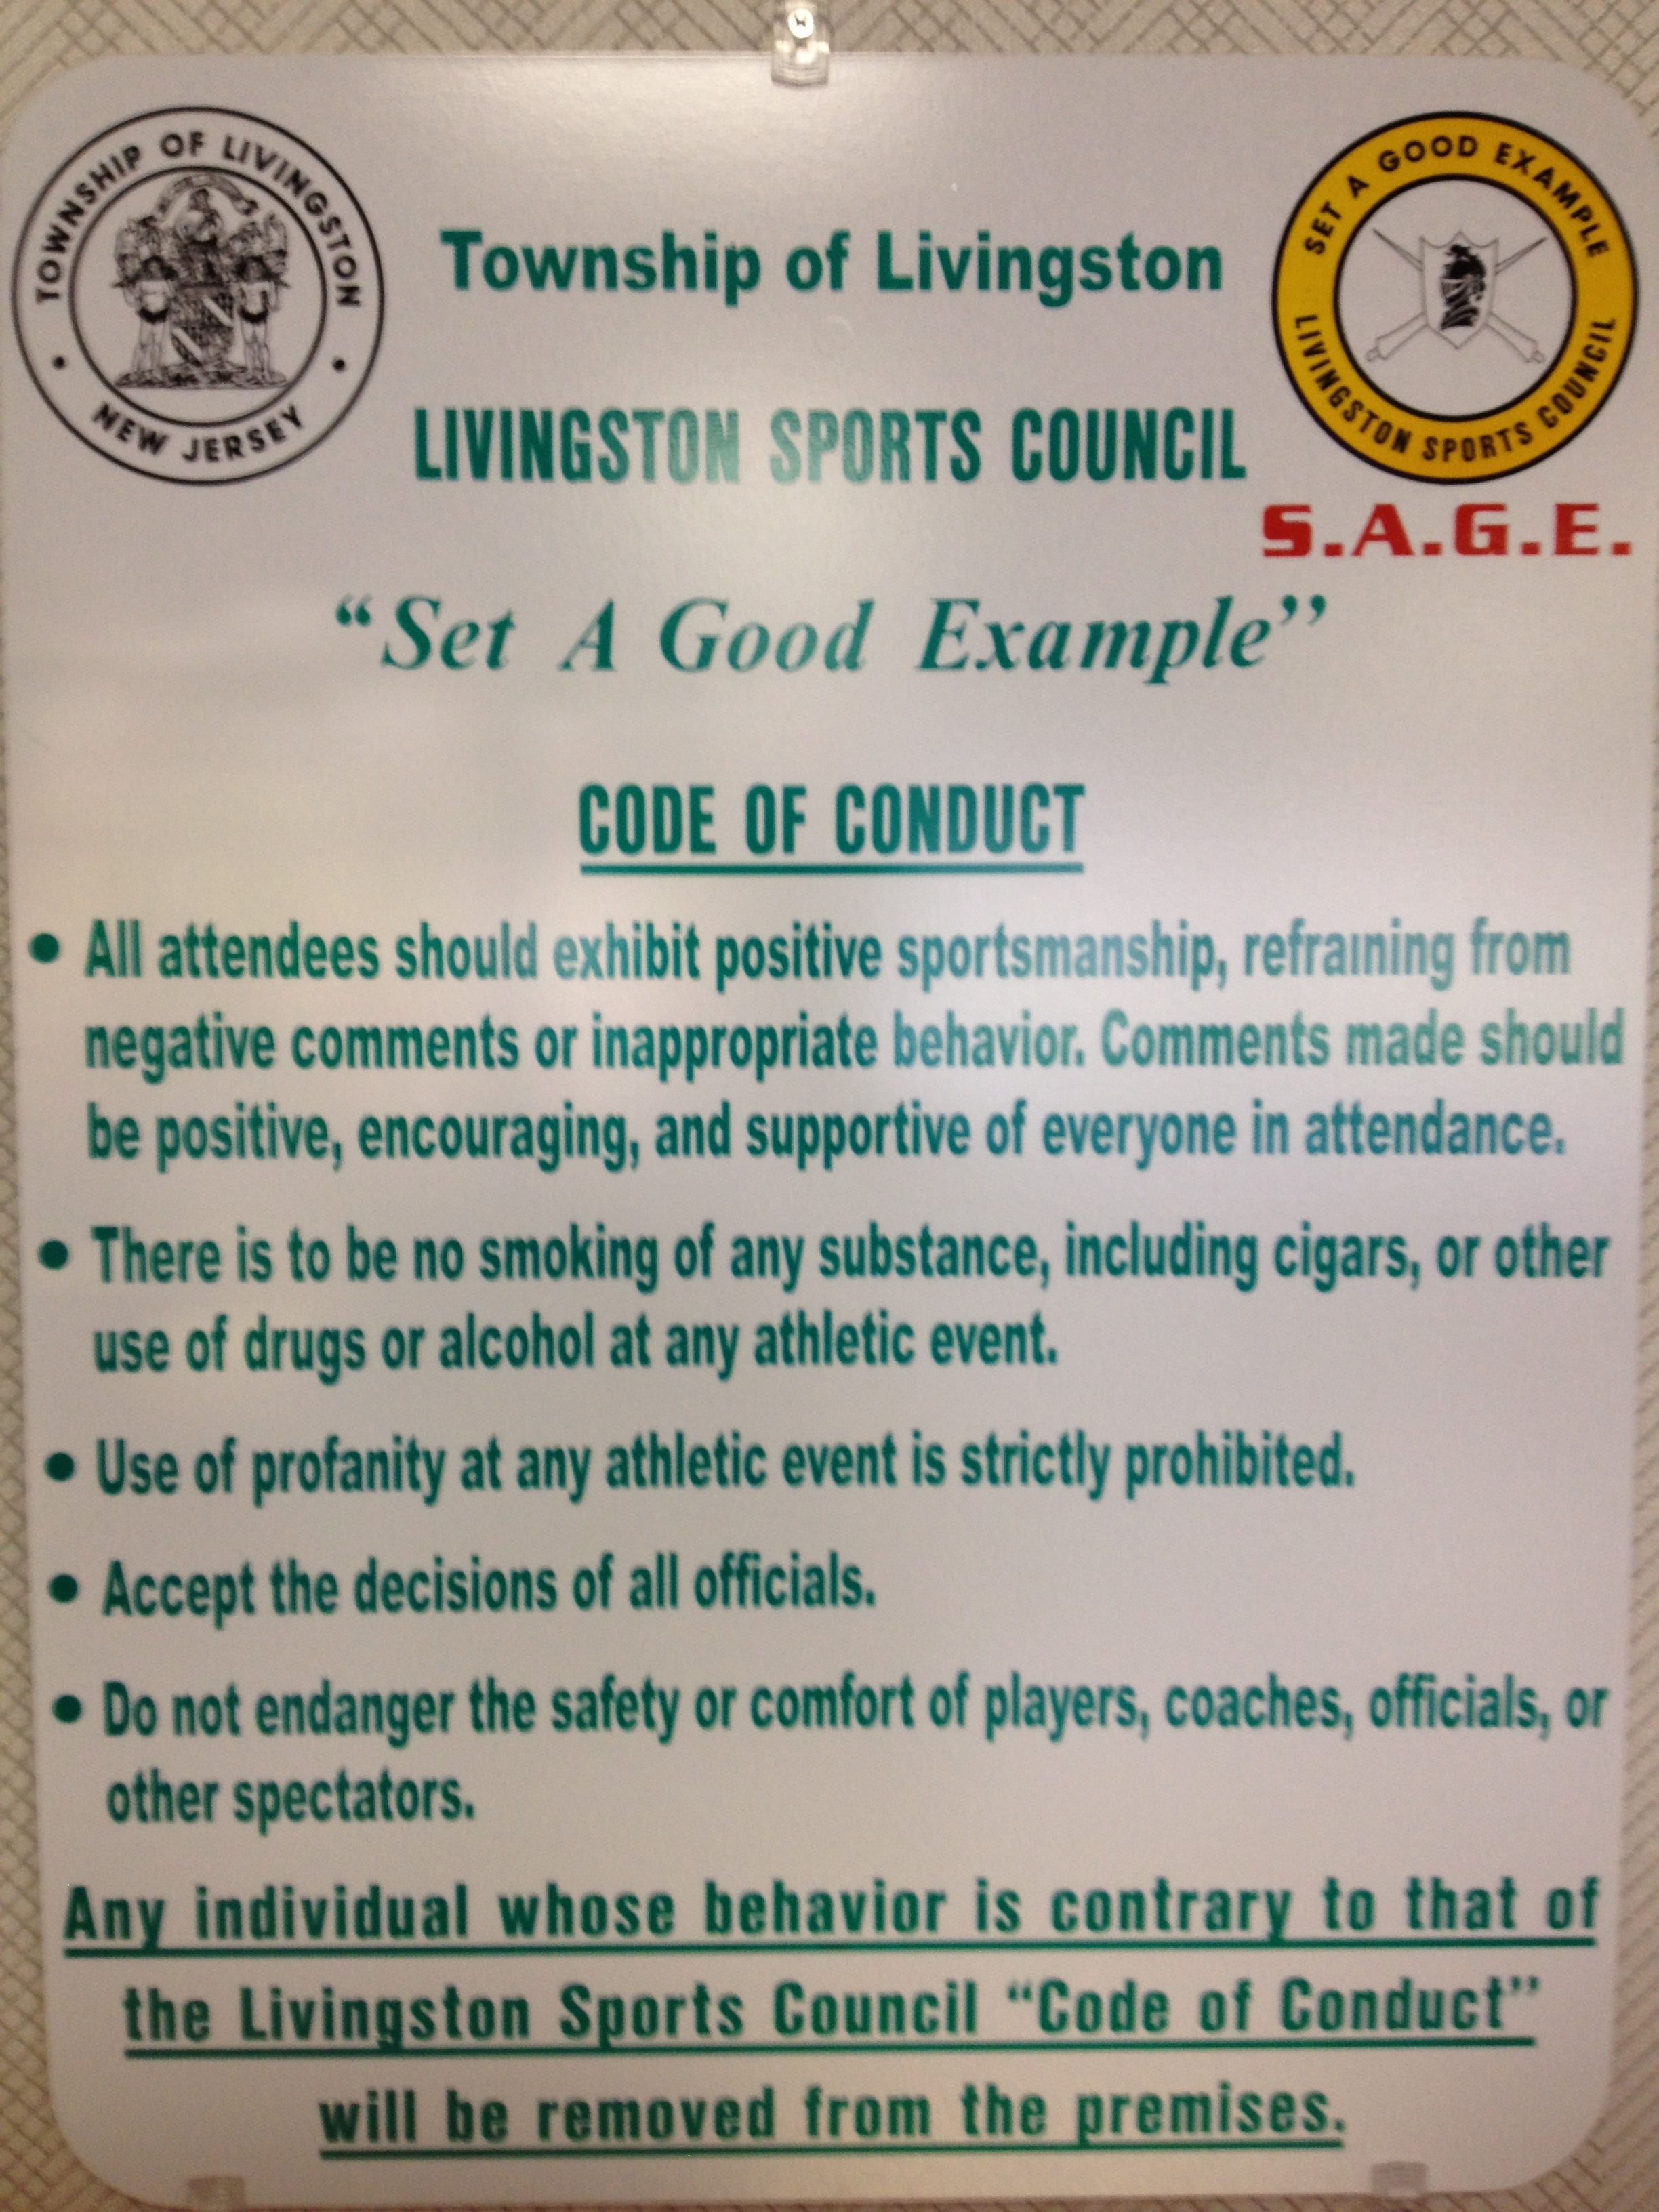 TOWNSHIP OF LIVINGSTON
NEW JERSEY
SET A GOOD EXAMPLE
LIVINGSTON SPORTS COUNCIL
Township of Livingston
LIVINGSTON SPORTS COUNCIL
S.A.G.E.
“Set A Good Example”
CODE OF CONDUCT
• All attendees should exhibit positive sportsmanship, refraining from
negative comments or inappropriate behavior. Comments made should
be positive, encouraging, and supportive of everyone in attendance.
• There is to be no smoking of any substance, including cigars, or other
use of drugs or alcohol at any athletic event.
• Use of profanity at any athletic event is strictly prohibited.
• Accept the decisions of all officials.
• Do not endanger the safety or comfort of players, coaches, officials, or
other spectators.
Any individual whose behavior is contrary to that of
the Livingston Sports Council “Code of Conduct”
will be removed from the premises.